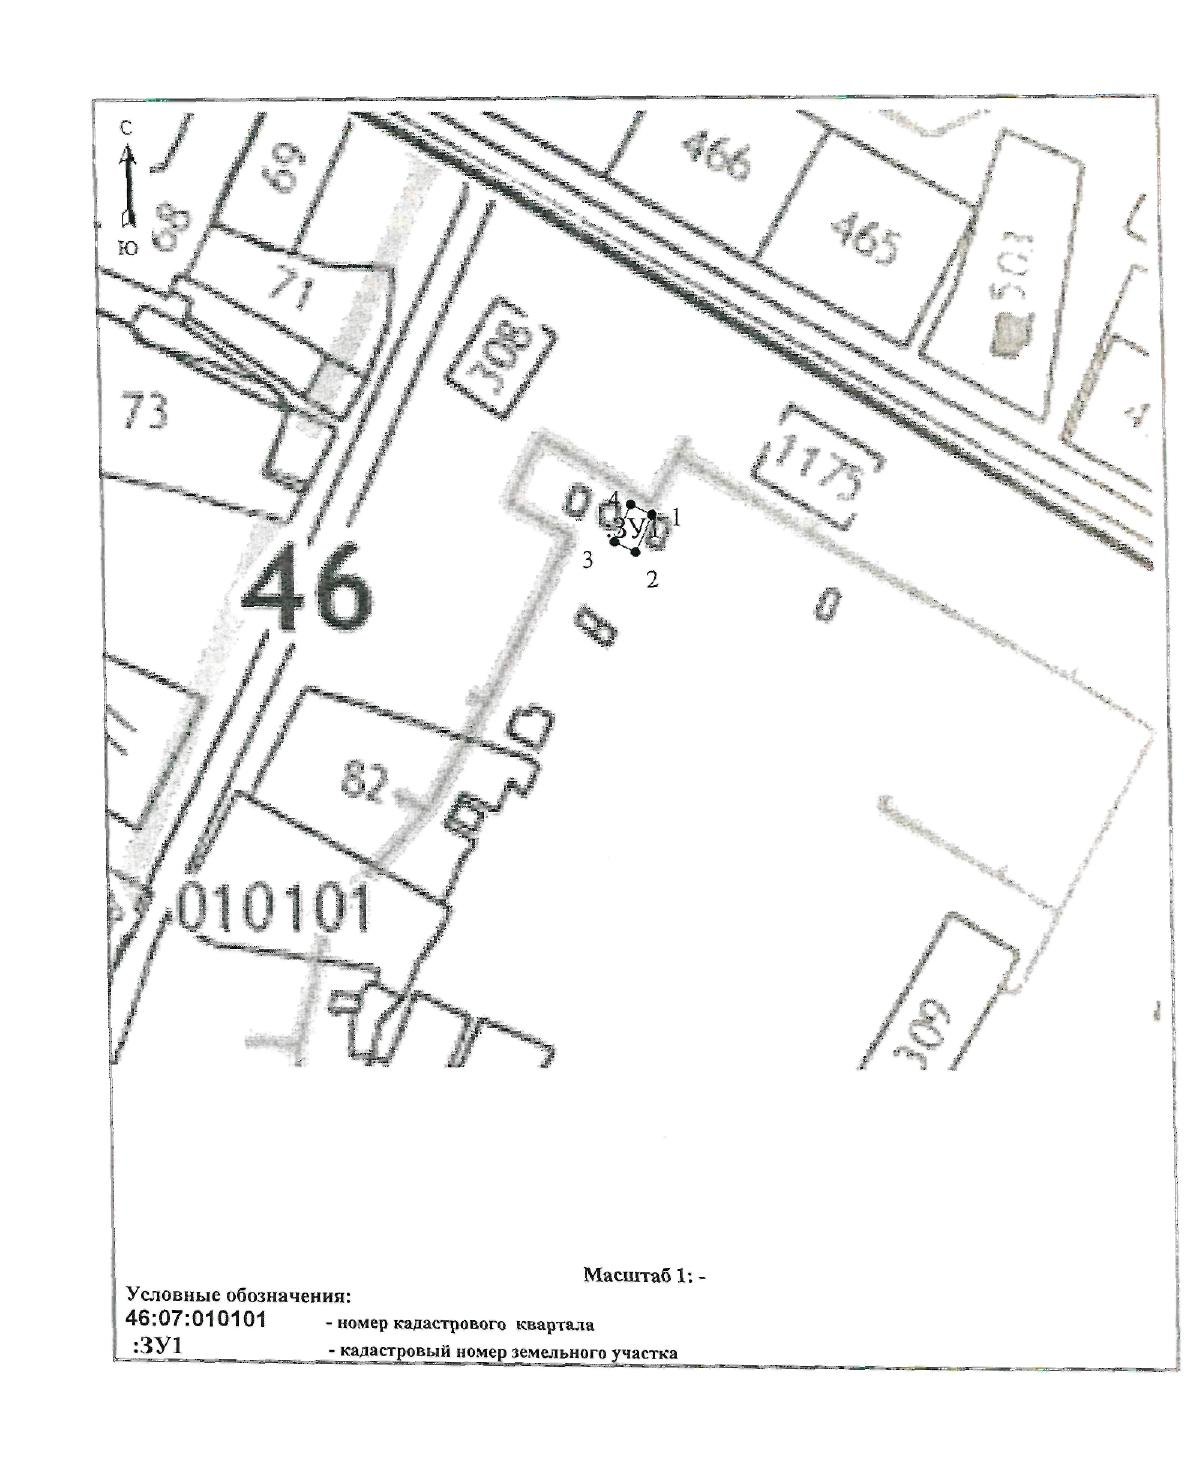 С
Ю
69
68
71
73
466
465
503
308
1175
4
1
:ЗУ1
3
2
46
82
010101
309
4
Масштаб 1: -
Условные обозначения:
46:07:010101 - номер кадастрового квартала
:ЗУ1 - кадастровый номер земельного участка